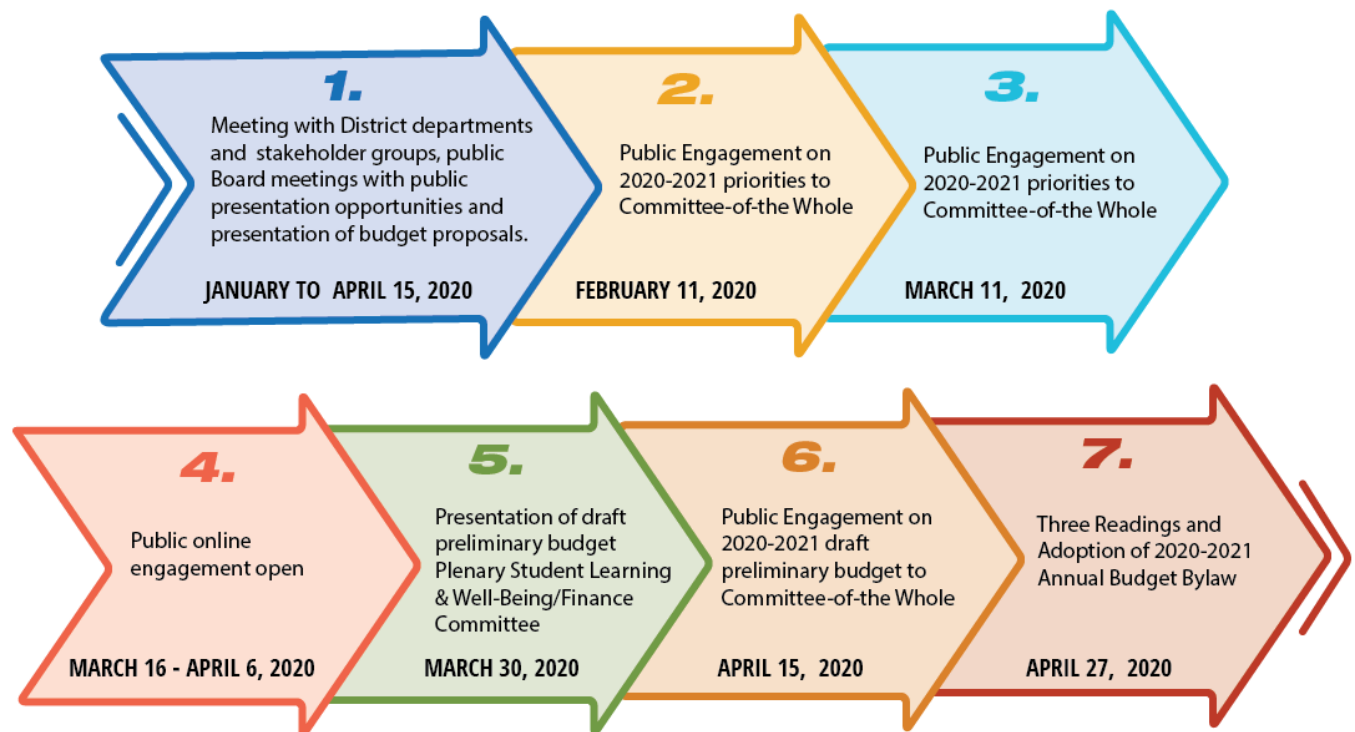 1.
Meeting with District departments
and stakeholder groups, public
Board meetings with public
presentation opportunities and
presentation of budget proposals.
JANUARY TO APRIL 15, 2020
2.
Public Engagement on
2020-2021 priorities to
Committee-of-the Whole
FEBRUARY 11, 2020
3.
Public Engagement on
2020-2021 priorities to
Committee-of-the Whole
MARCH 11, 2020
4.
Public online
engagement open
MARCH 16 - APRIL 6, 2020
5.
Presentation of draft
preliminary budget
Plenary Student Learning
& Well-Being/Finance
Committee
MARCH 30, 2020
6.
Public Engagement on
2020-2021 draft
preliminary budget to
Committee-of-the Whole
APRIL 15, 2020
7.
Three Readings and
Adoption of 2020-2021
Annual Budget Bylaw
APRIL 27, 2020